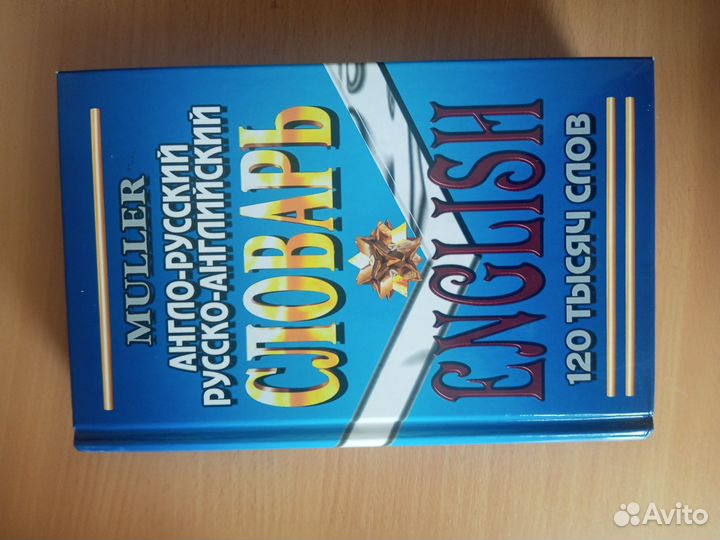 MULLER
АНГЛО-РУССКИЙ
РУССКО-АНГЛИЙСКИЙ
СЛОВАРЬ
ENGLISH
120 ТЫСЯЧ СЛОВ
Avito